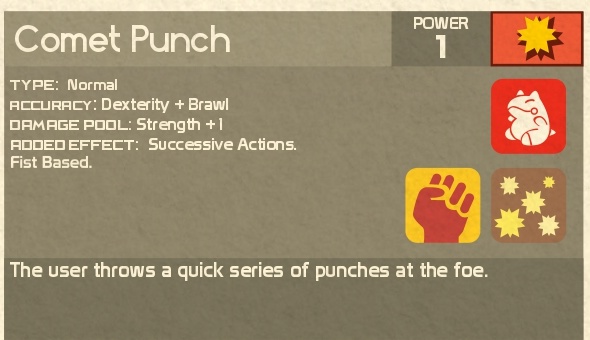 Comet Punch
POWER
1
TYPE: Normal
ACCURACY: Dexterity + Brawl
DAMAGE POOL: Strength +1
ADDED EFFECT: Successive Actions.
Fist Based.
The user throws a quick series of punches at the foe.